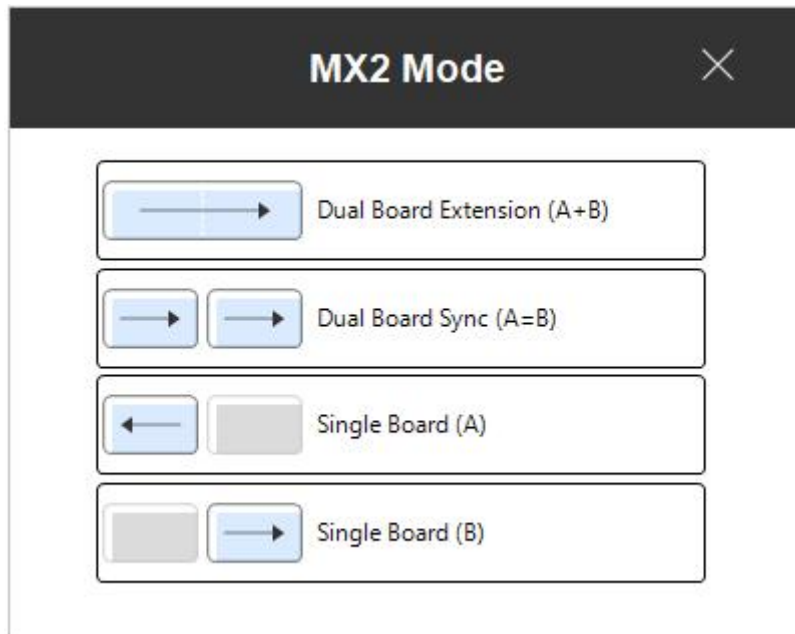 MX2 Mode
Dual Board Extension (A+B)
Dual Board Sync (A=B)
Single Board (A)
Single Board (B)